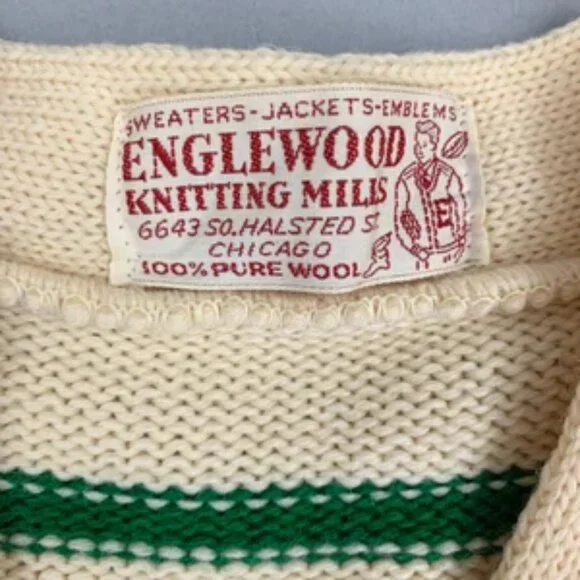 SWEATERS-JACKETS-EMBLEMS
ENGLEWOOD
KNITTING MILLS
6643 SO. HALSTED St.
CHICAGO
100% PURE WOOL
E